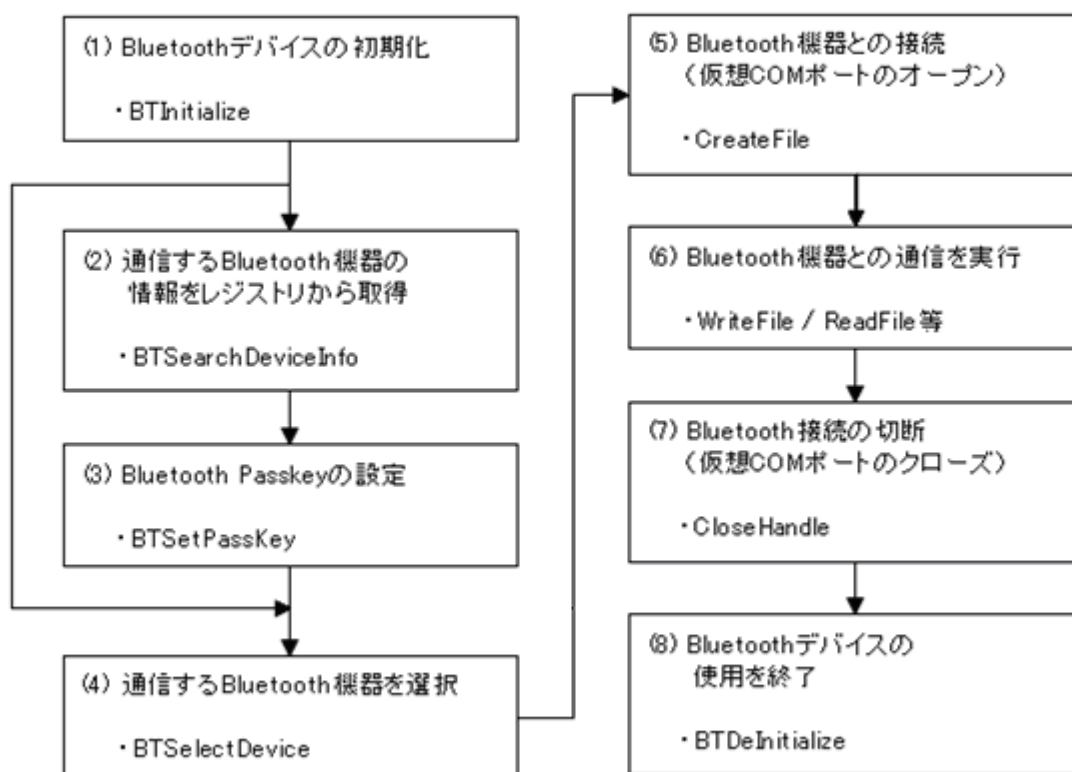 (1) Bluetoothデバイスの初期化
・BTInitialize
(2) 通信するBluetooth機器の
情報をレジストリから取得
・BTSearchDeviceInfo
(3) Bluetooth Passkeyの設定
・BTSetPassKey
(4) 通信するBluetooth機器を選択
・BTSelectDevice
(5) Bluetooth機器との接続
（仮想COMポートのオープン）
・CreateFile
(6) Bluetooth機器との通信を実行
・WriteFile / ReadFile等
(7) Bluetooth接続の切断
（仮想COMポートのクローズ）
・CloseHandle
(8) Bluetoothデバイスの
使用を終了
・BTDeInitialize